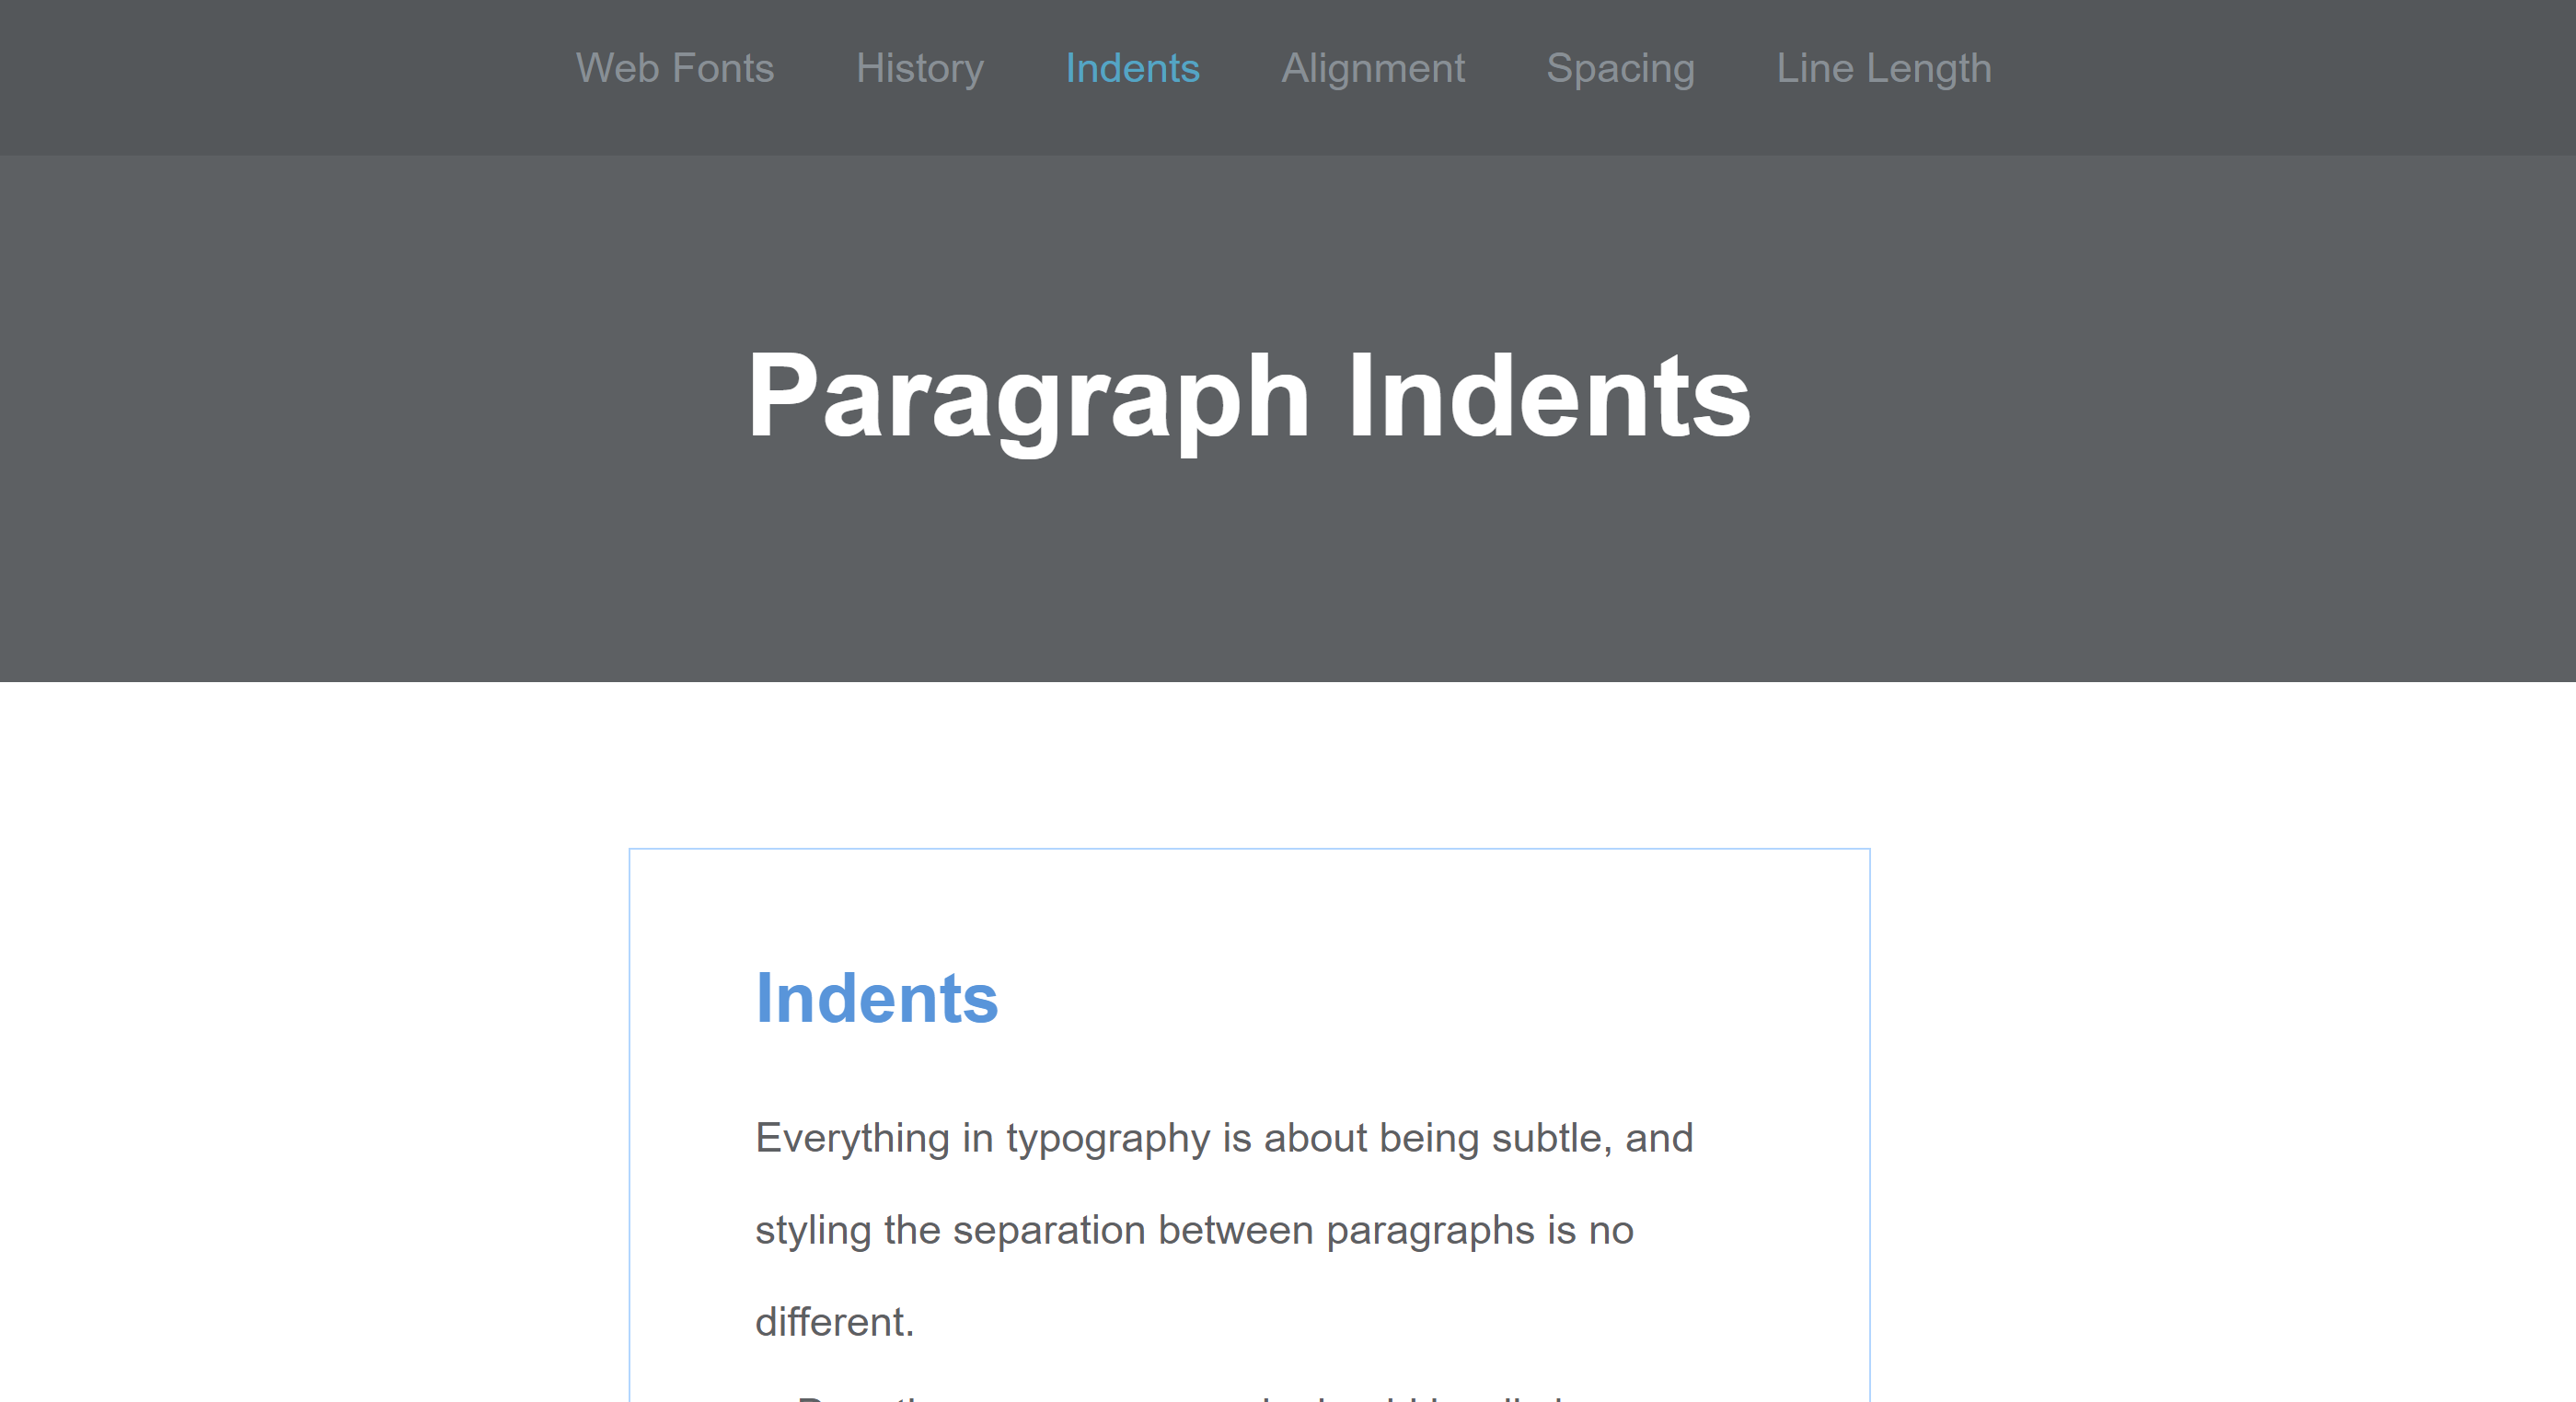 Web Fonts History Indents Alignment Spacing Line Length
Paragraph Indents
Indents
Everything in typography is about being subtle, and
styling the separation between paragraphs is no
different.